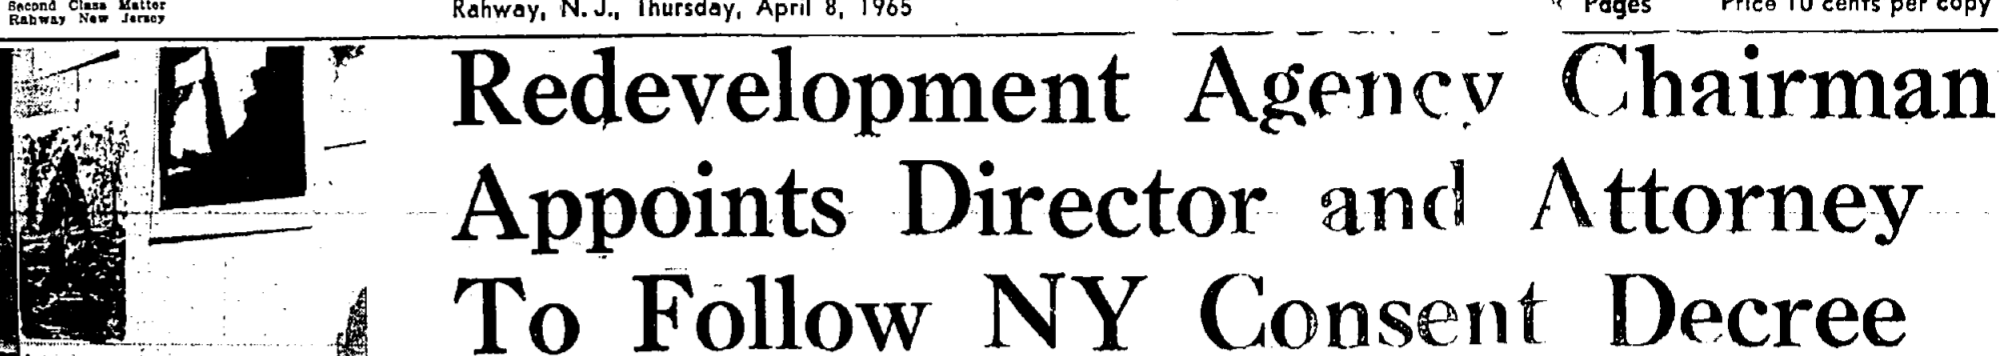 Second Class Matter
Rahway New Jersey
Rahway, N. J., Thursday, April 8, 1965
Pages
Price 10 cents per copy
Redevelopment Agency Chairman
Appoints Director and Attorney
To Follow NY Consent Decree